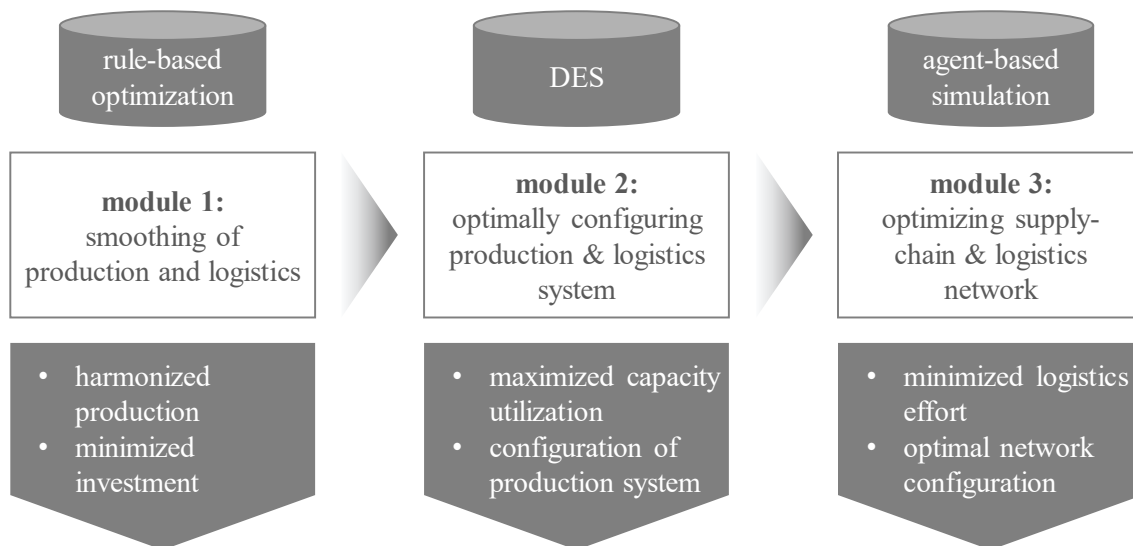 rule-based
optimization
DES
agent-based
simulation
module 1:
smoothing of
production and logistics
module 2:
optimally configuring
production & logistics
system
module 3:
optimizing supply-
chain & logistics
network
• harmonized
production
• minimized
investment
• maximized capacity
utilization
• configuration of
production system
• minimized logistics
effort
• optimal network
configuration